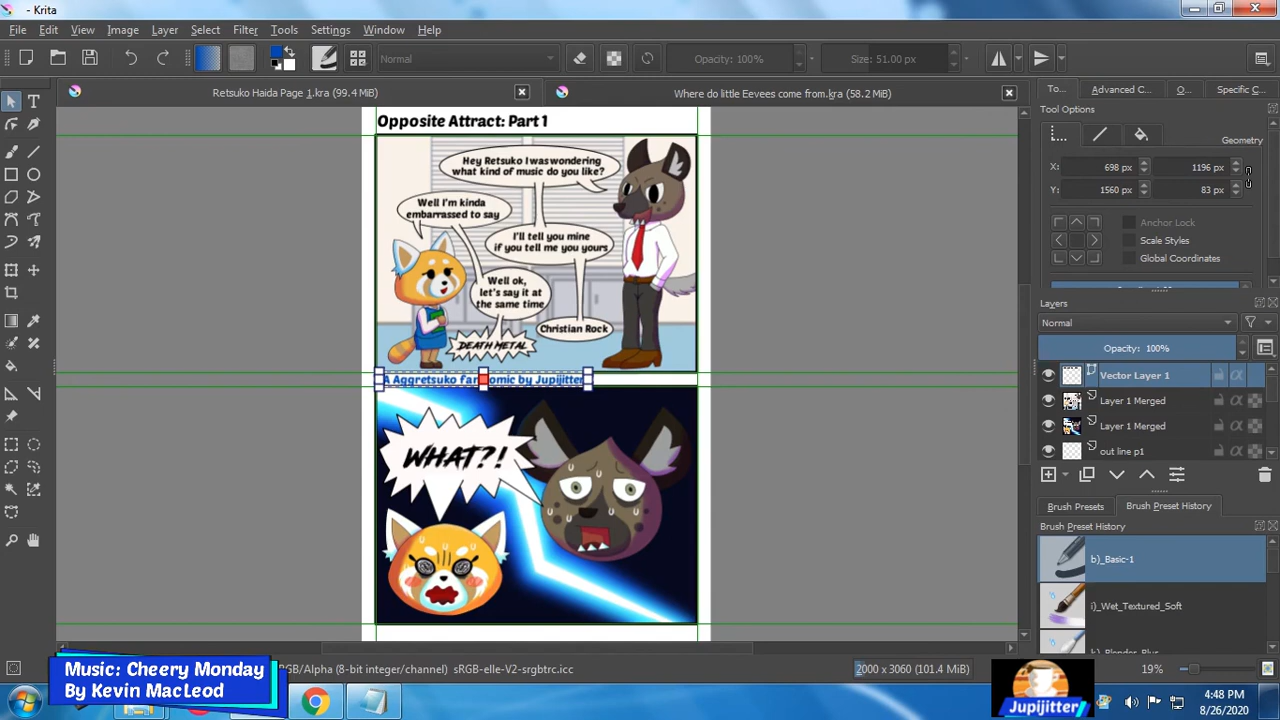 - Krita
File Edit View Image Layer Select Filter Tools Settings Window Help
Normal Opacity: 100% Size: 51.00 px
Retsuko Haida Page 1.kra (99.4 MiB) Where do little Eevees come from.kra (58.2 MiB) To... Advanced C... O... Specific C...
Tool Options
Geometry
X: 698 px 1196 px
Y: 1560 px 83 px
Anchor Lock
Scale Styles
Global Coordinates
Layers
Normal
Opacity: 100%
Vector Layer 1
Layer 1 Merged
Layer 1 Merged
out line p1
Brush Presets Brush Preset History
Brush Preset History
b)_Basic-1
i)_Wet_Textured_Soft
Opposite Attract: Part 1
Hey Retsuko I was wondering
what kind of music do you like?
Well I'm kinda
embarrassed to say
I'll tell you mine
if you tell me you yours
Well ok,
let's say it at
the same time
Christian Rock
DEATH METAL
A Aggretsuko fan comic by Jupijitter
WHAT?!
RGB/Alpha (8-bit integer/channel) sRGB-elle-V2-srgbtrc.icc 2000 x 3060 (101.4 MiB) 19%
Music: Cheery Monday
By Kevin MacLeod
Jupijitter
4:48 PM
8/26/2020